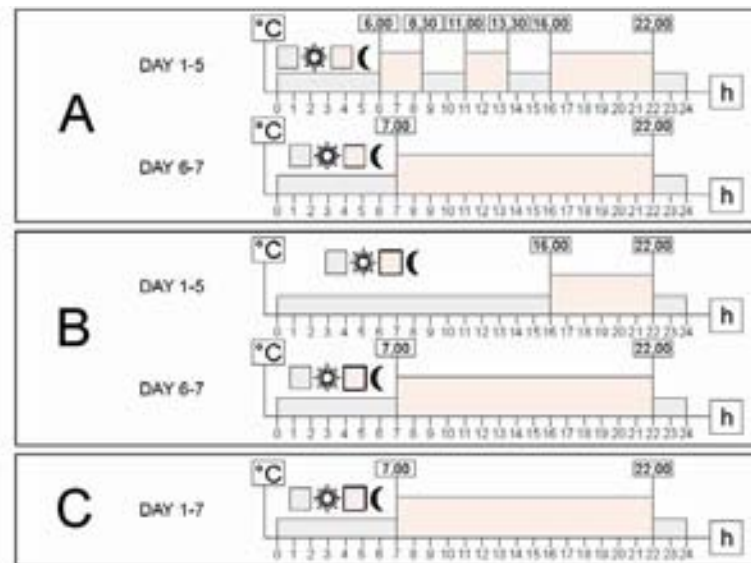 A
DAY 1-5
°C
6,00 8,30 11,00 13,30 16,00 22,00
0 1 2 3 4 5 6 7 8 9 10 11 12 13 14 15 16 17 18 19 20 21 22 23 24
h
DAY 6-7
°C
7,00 22,00
0 1 2 3 4 5 6 7 8 9 10 11 12 13 14 15 16 17 18 19 20 21 22 23 24
h
B
DAY 1-5
°C
16,00 22,00
0 1 2 3 4 5 6 7 8 9 10 11 12 13 14 15 16 17 18 19 20 21 22 23 24
h
DAY 6-7
°C
7,00 22,00
0 1 2 3 4 5 6 7 8 9 10 11 12 13 14 15 16 17 18 19 20 21 22 23 24
h
C
DAY 1-7
°C
7,00 22,00
0 1 2 3 4 5 6 7 8 9 10 11 12 13 14 15 16 17 18 19 20 21 22 23 24
h